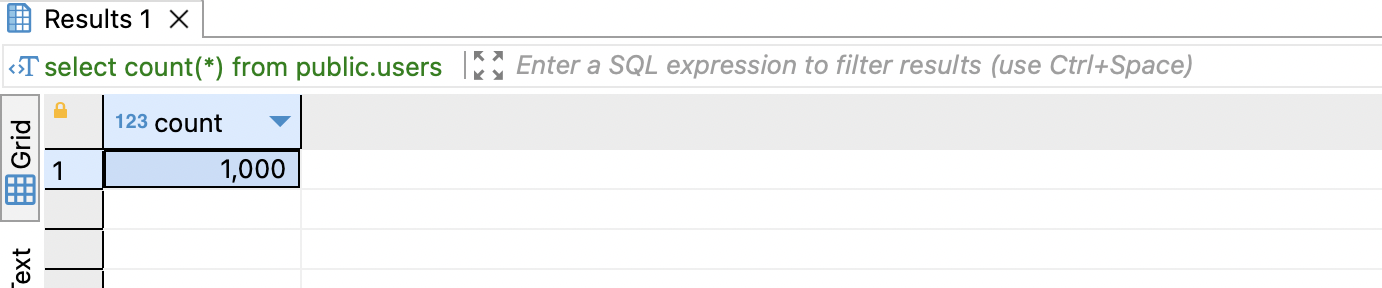 Results 1
select count(*) from public.users Enter a SQL expression to filter results (use Ctrl+Space)
Grid
123 count
1 1,000